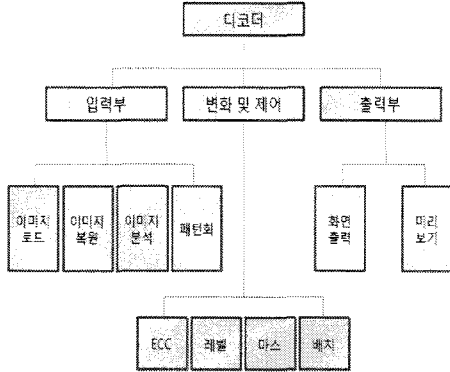 디코더
입력부
변화 및 제어
출력부
이미지
로드
이미지
복원
이미지
분석
패턴화
화면
출력
미리
보기
ECC
레벨
마스
배치